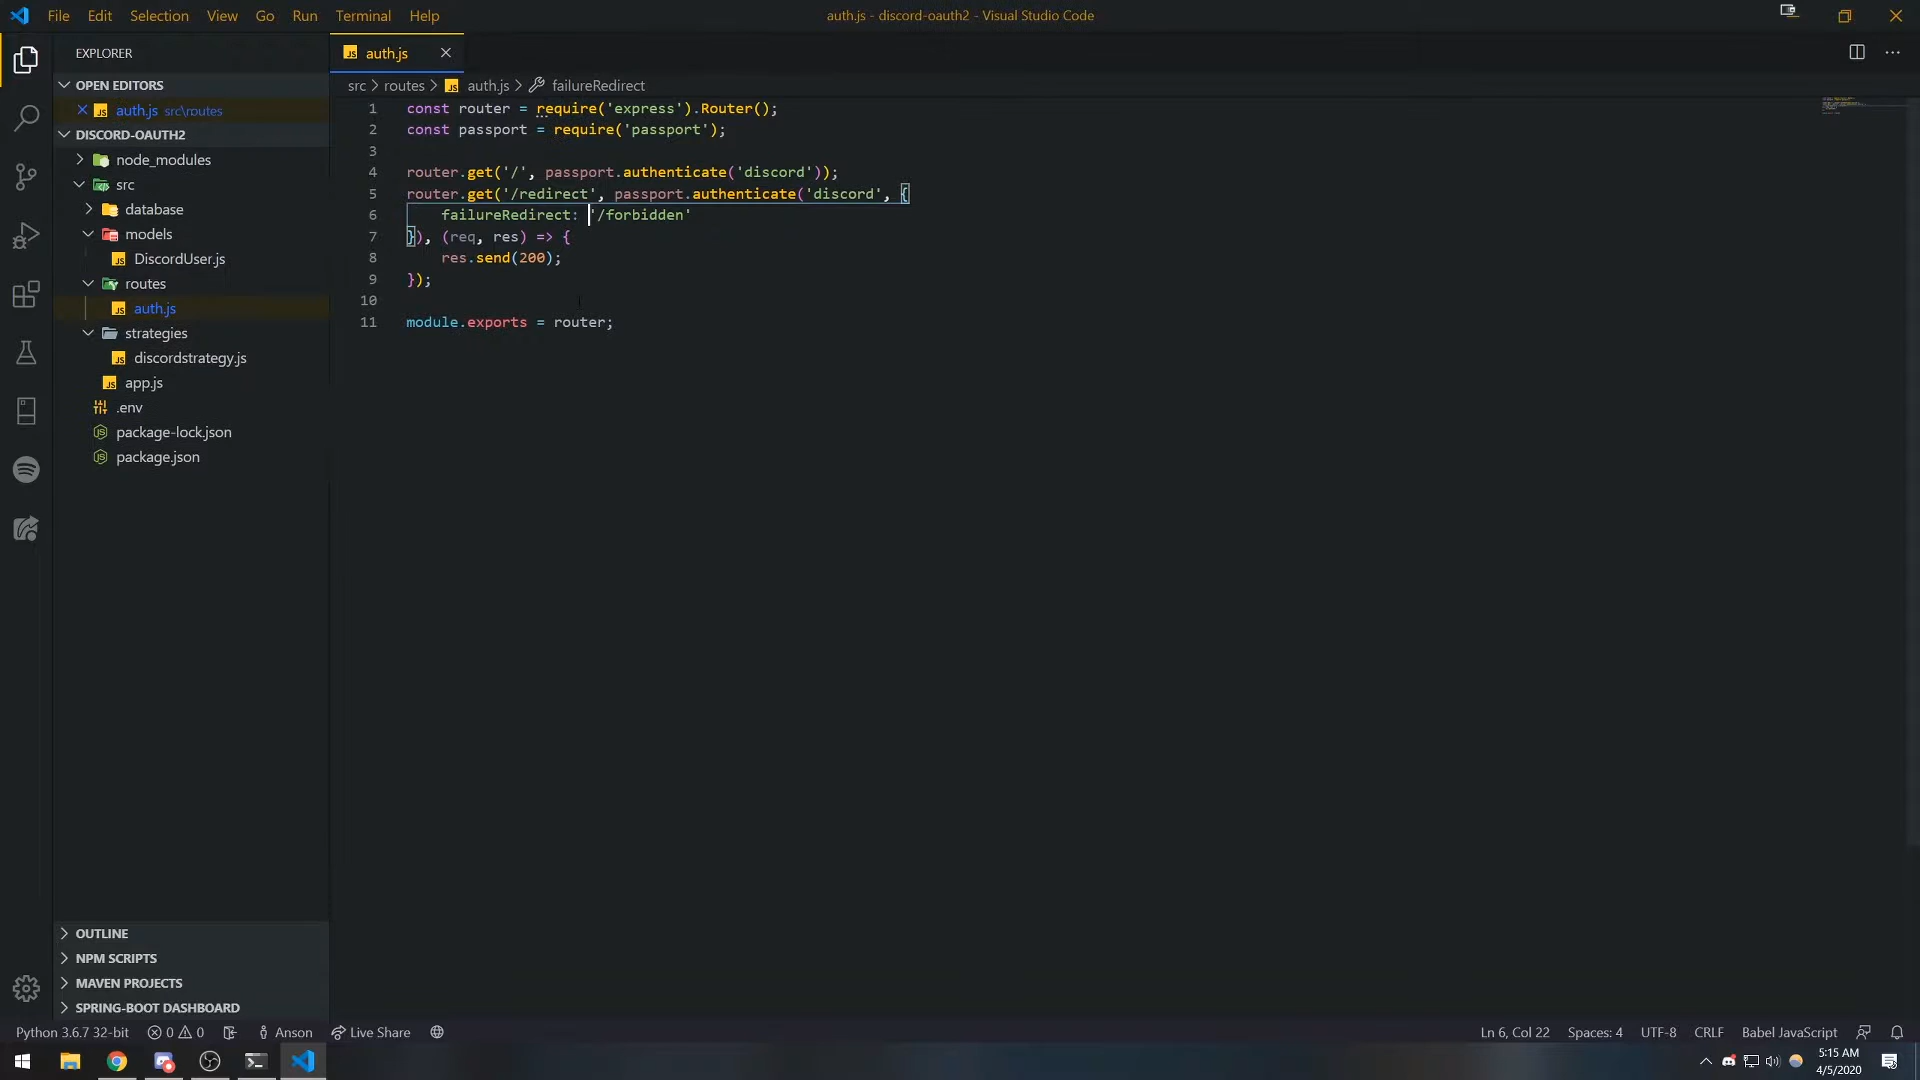 File Edit Selection View Go Run Terminal Help
auth.js - discord-oauth2 - Visual Studio Code
EXPLORER
OPEN EDITORS
auth.js src\routes
DISCORD-OAUTH2
node_modules
src
database
models
DiscordUser.js
routes
auth.js
strategies
discordstrategy.js
app.js
.env
package-lock.json
package.json
OUTLINE
NPM SCRIPTS
MAVEN PROJECTS
SPRING-BOOT DASHBOARD
JS auth.js
src > routes > JS auth.js > failureRedirect
1 const router = require('express').Router();
2 const passport = require('passport');
3
4 router.get('/', passport.authenticate('discord'));
5 router.get('/redirect', passport.authenticate('discord', {
6 failureRedirect: '/forbidden'
7 }), (req, res) => {
8 res.send(200);
9 });
10
11 module.exports = router;
Python 3.6.7 32-bit 0 0 Anson Live Share
Ln 6, Col 22 Spaces: 4 UTF-8 CRLF Babel JavaScript
5:15 AM
4/5/2020